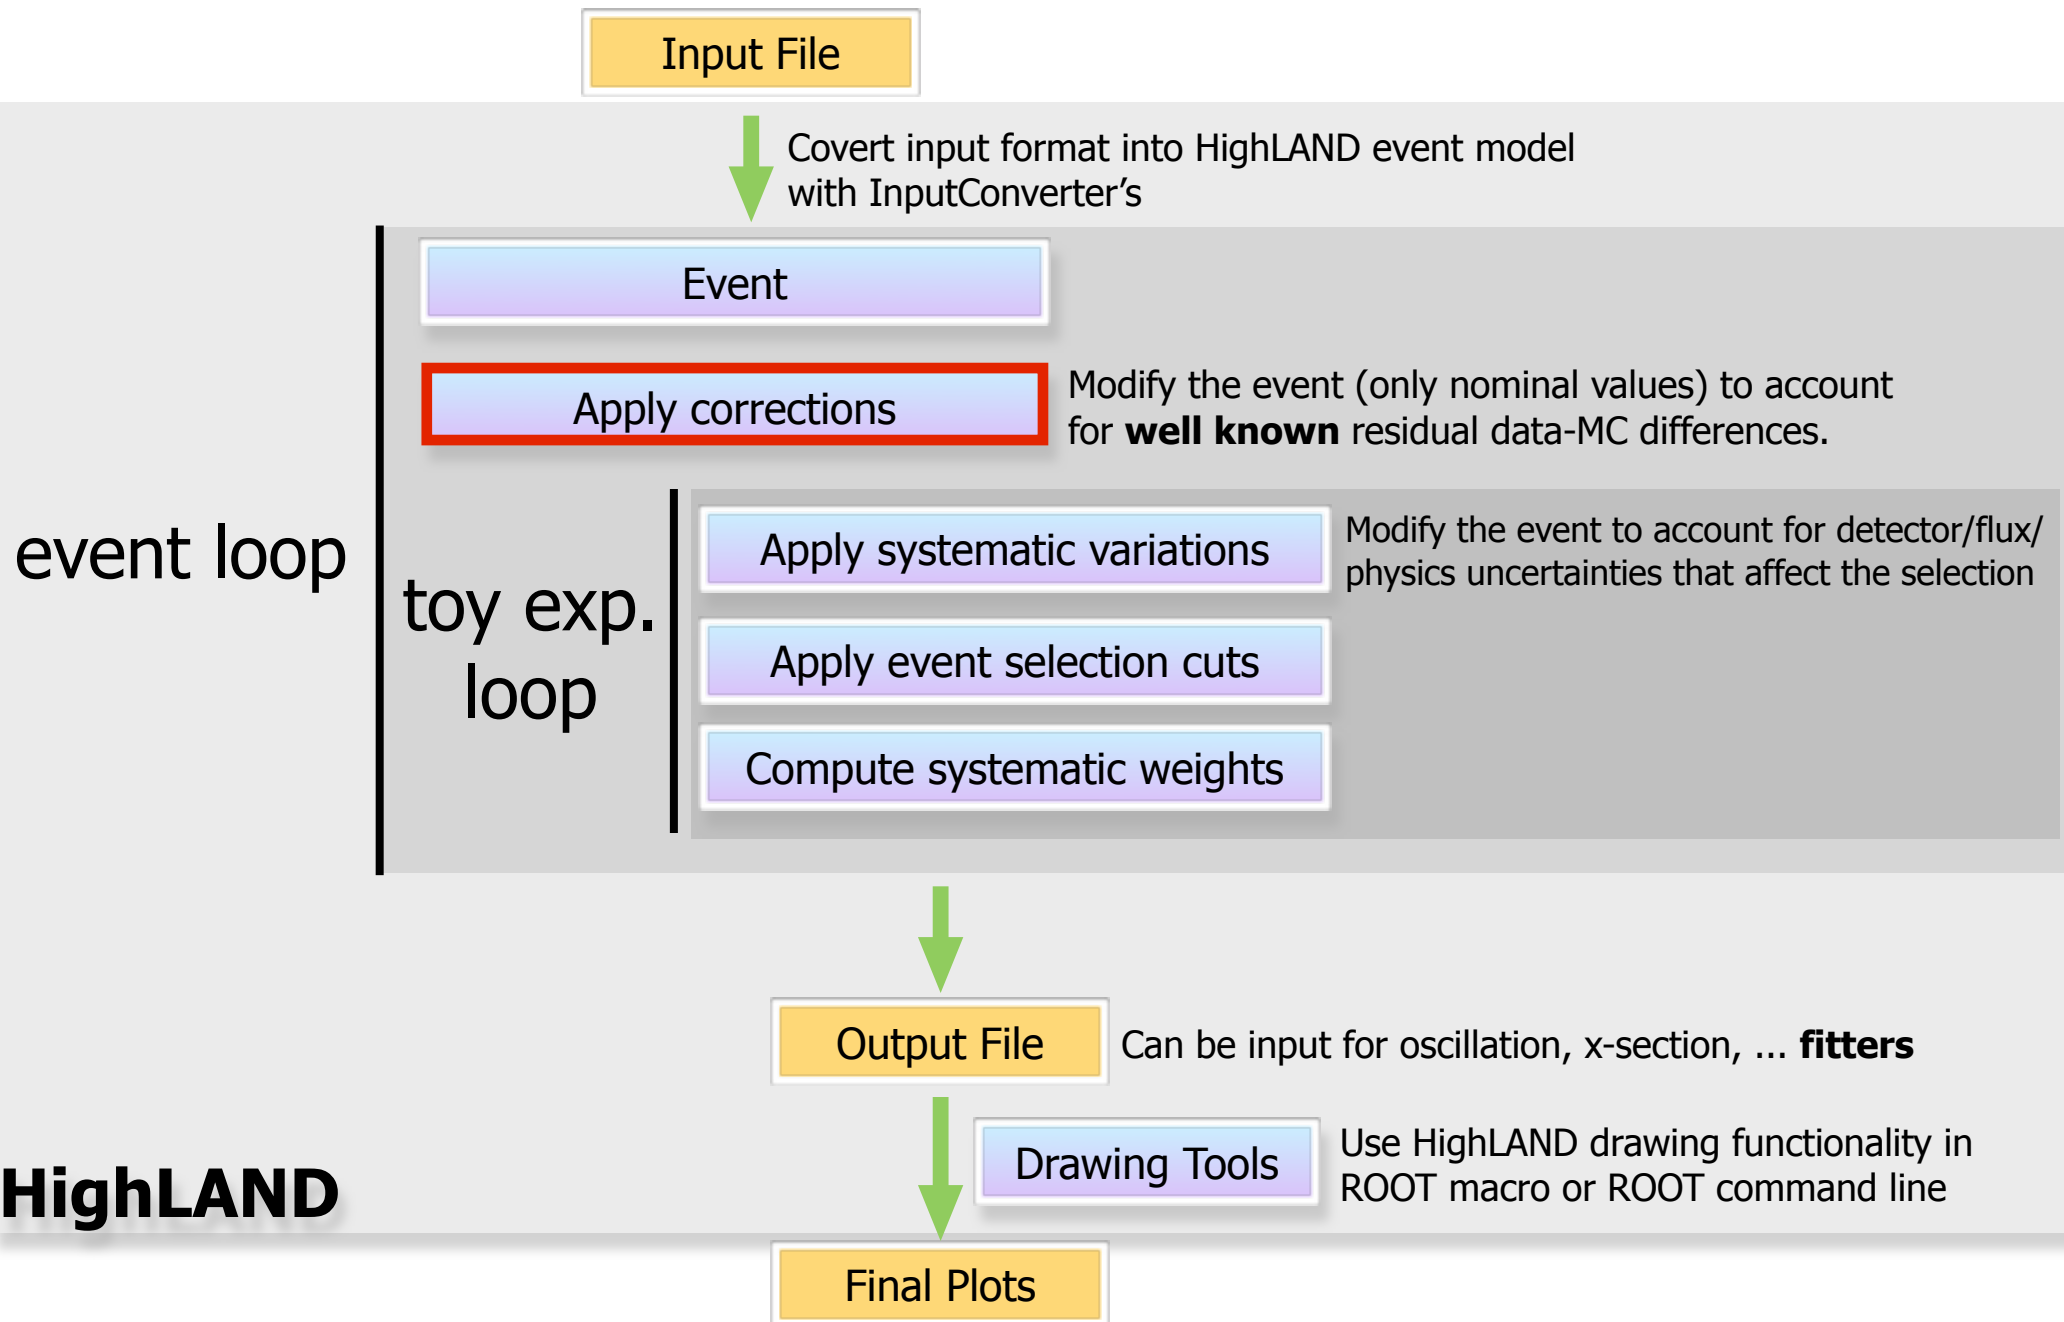 Input File
Covert input format into HighLAND event model
with InputConverter’s
Event
Apply corrections
Modify the event (only nominal values) to account
for well known residual data-MC differences.
event loop
toy exp.
loop
Apply systematic variations
Modify the event to account for detector/flux/
physics uncertainties that affect the selection
Apply event selection cuts
Compute systematic weights
Output File
Can be input for oscillation, x-section, ... fitters
Drawing Tools
Use HighLAND drawing functionality in
ROOT macro or ROOT command line
HighLAND
Final Plots